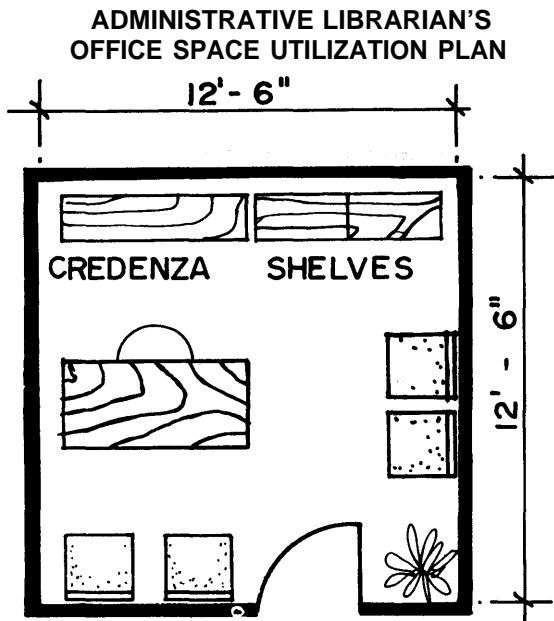 ADMINISTRATIVE LIBRARIAN'S
OFFICE SPACE UTILIZATION PLAN
12'- 6"
CREDENZA SHELVES
12' - 6"